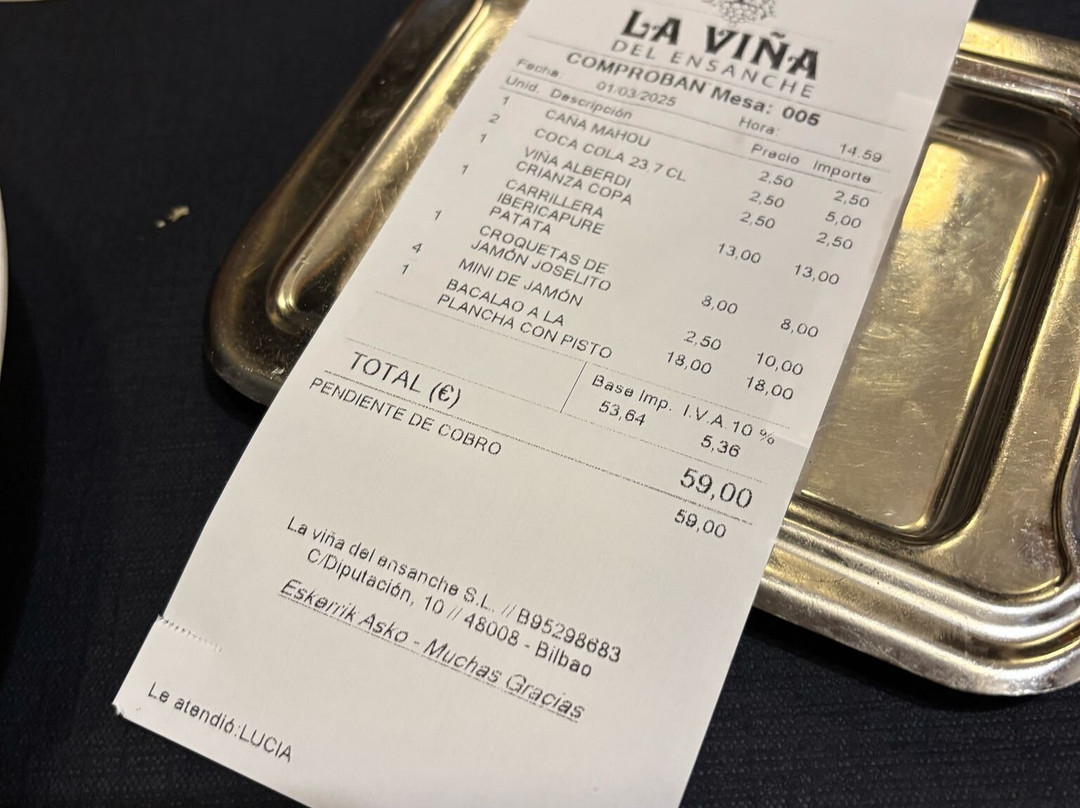 LA VIÑA
DEL ENSANCHE
COMPROBAN Mesa: 005
Fecha: 01/03/2025 Hora: 14.59
Unid. Descripción Precio Importe
1 CAÑA MAHOU 2,50 2,50
2 COCA COLA 23,7 CL 2,50 5,00
1 VIÑA ALBERDI 2,50 2,50
CRIANZA COPA
1 CARRILLERA 13,00 13,00
IBERICAPURE
PATATA
1 CROQUETAS DE 8,00 8,00
JAMÓN JOSELITO
4 MINI DE JAMÓN 2,50 10,00
1 BACALAO A LA 18,00 18,00
PLANCHA CON PISTO
Base Imp. I.V.A 10 %
53,64 5,36
TOTAL (€) 59,00
PENDIENTE DE COBRO 59,00
La viña del ensanche S.L. // B95298683
C/Diputación, 10 // 48008 - Bilbao
Eskerrik Asko - Muchas Gracias
Le atendió:LUCIA